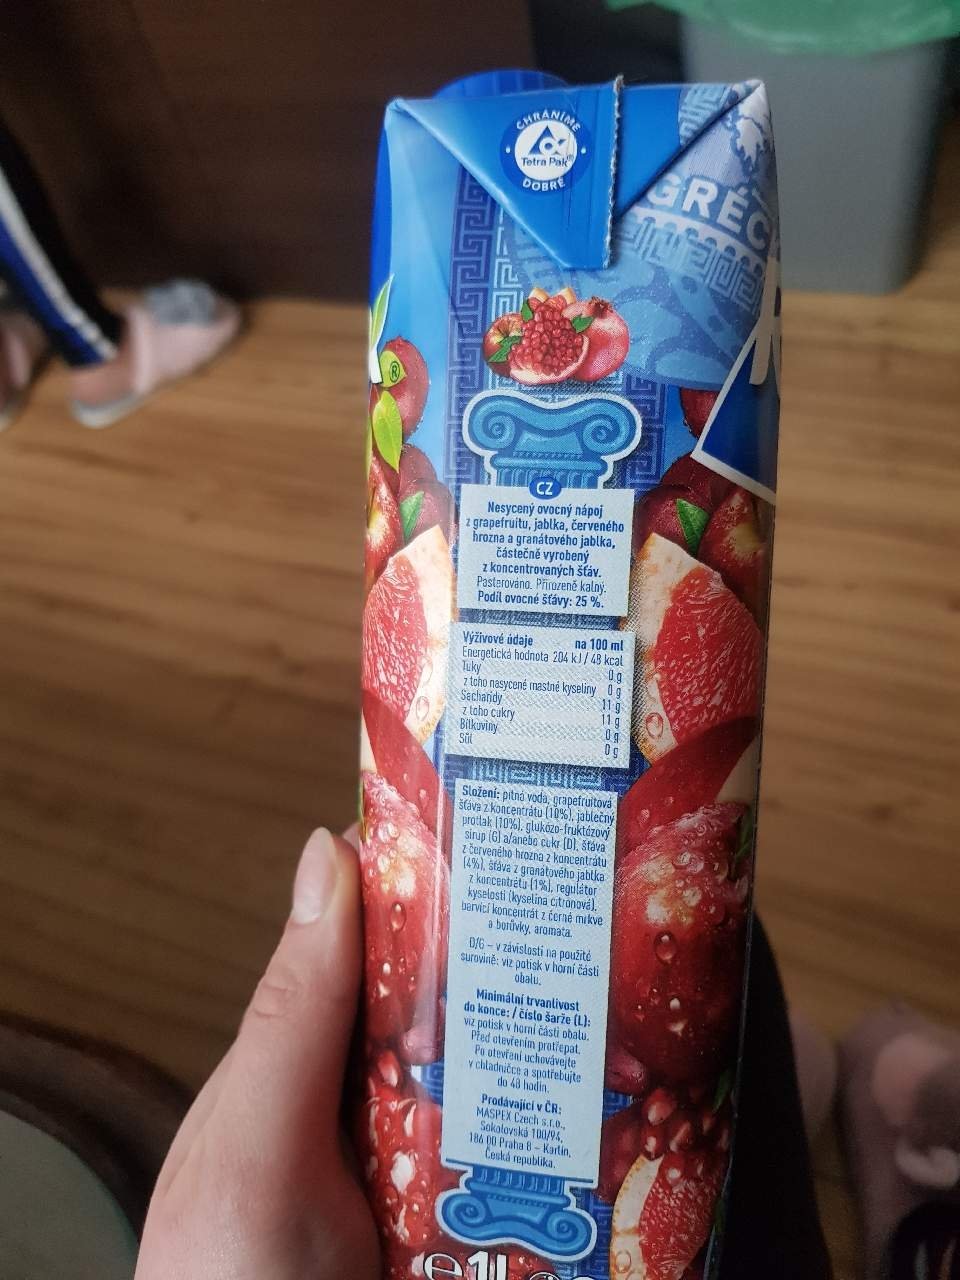 CHRÁNÍME
Tetra Pak®
DOBRÉ
GRÉC
®
CZ
Nesycený ovocný nápoj
z grapefruitu, jablka, červeného
hrozna a granátového jablka,
částečně vyrobený
z koncentrovaných šťáv.
Pasterováno. Přirozeně kalný.
Podíl ovocné šťávy: 25 %.
Výživové údaje na 100 ml
Energetická hodnota 204 kJ / 48 kcal
Tuky 0 g
z toho nasycené mastné kyseliny 0 g
Sacharidy 11 g
z toho cukry 11 g
Bílkoviny 0 g
Sůl 0 g
Složení: pitná voda, grapefruitová
šťáva z koncentrátu (10%), jablečný
protlak (10%), glukózo-fruktózový
sirup (G) a/anebo cukr (D), šťáva
z červeného hrozna z koncentrátu
(4%), šťáva z granátového jablka
z koncentrátu (1%), regulátor
kyselosti (kyselina citrónová),
barvicí koncentrát z černé mrkve
a borůvky, aromata.
D/G – v závislosti na použité
surovině: viz potisk v horní části
obalu.
Minimální trvanlivost
do konce: / číslo šarže (L):
viz potisk v horní části obalu.
Před otevřením protřepat.
Po otevření uchovávejte
v chladničce a spotřebujte
do 48 hodin.
Prodávající v ČR:
MASPEX Czech s.r.o.,
Sokolovská 100/94,
186 00 Praha 8 – Karlín,
Česká republika.
e1l